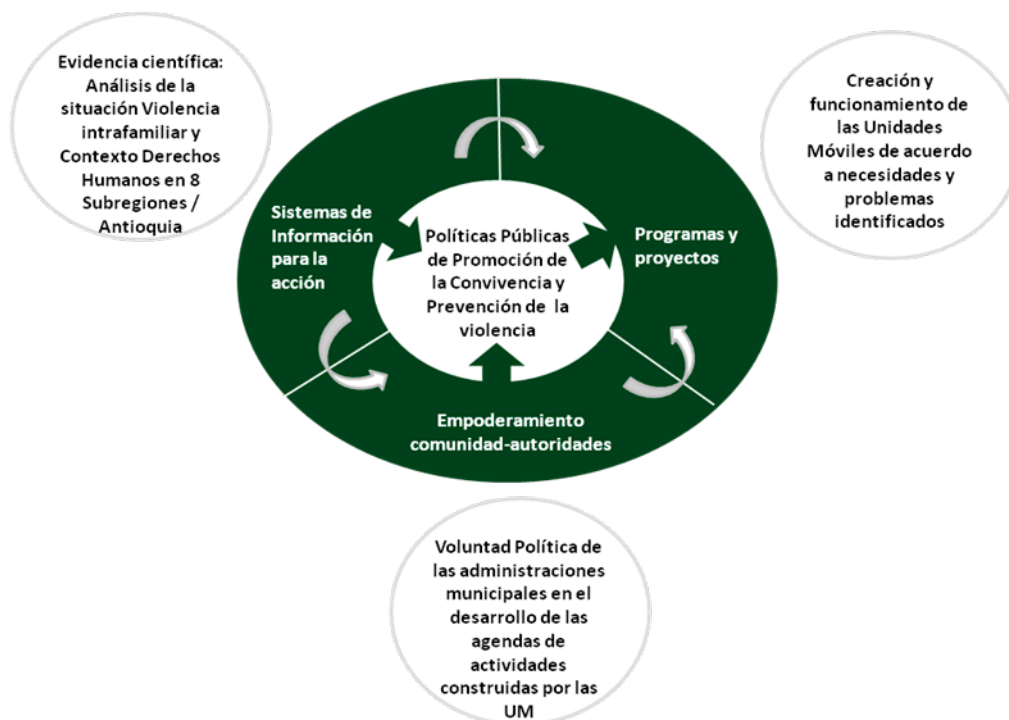 Evidencia científica:
Análisis de la
situación Violencia
intrafamiliar y
Contexto Derechos
Humanos en 8
Subregiones /
Antioquia
Creación y
funcionamiento de
las Unidades
Móviles de acuerdo
a necesidades y
problemas
identificados
Sistemas de
Información
para la
acción
Políticas Públicas
de Promoción de
la Convivencia y
Prevención de la
violencia
Programas y
proyectos
Empoderamiento
comunidad-autoridades
Voluntad Política de
las administraciones
municipales en el
desarrollo de las
agendas de
actividades
construidas por las
UM